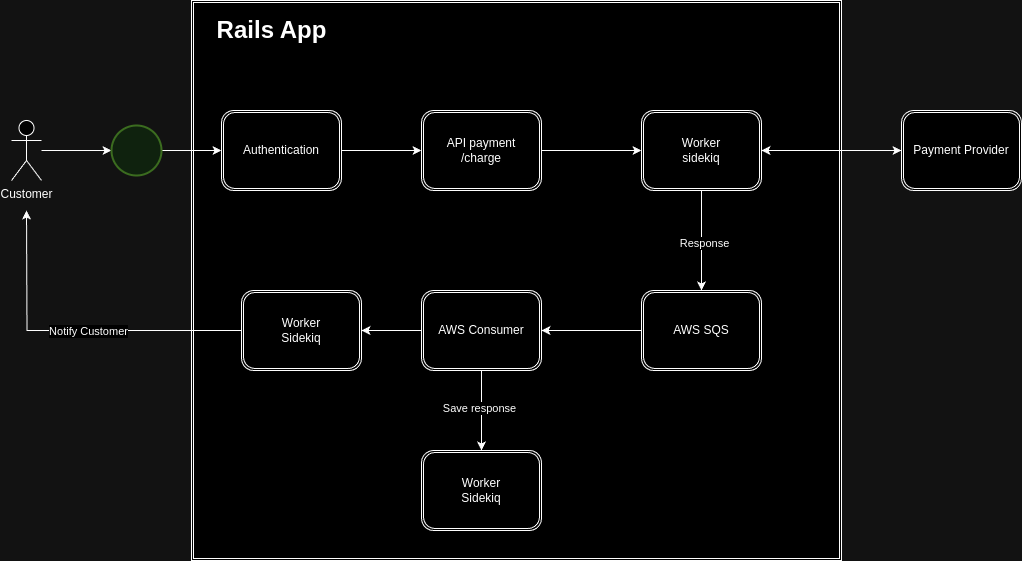 Rails App
Customer
Authentication
API payment
/charge
Worker
sidekiq
Payment Provider
Response
Notify Customer
Worker
Sidekiq
AWS Consumer
AWS SQS
Save response
Worker
Sidekiq